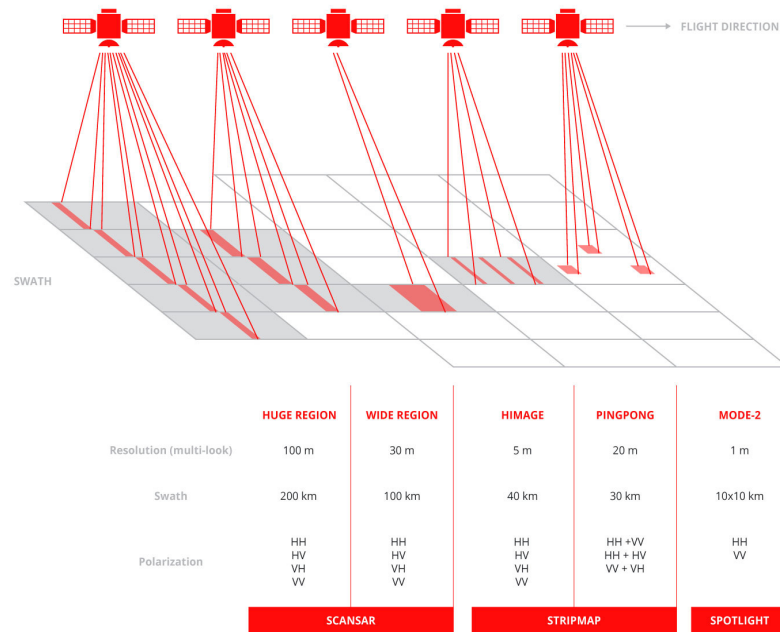 FLIGHT DIRECTION
SWATH
HUGE REGION WIDE REGION HIMAGE PINGPONG MODE-2
Resolution (multi-look) 100 m 30 m 5 m 20 m 1 m
Swath 200 km 100 km 40 km 30 km 10x10 km
Polarization
HH HH HH HH +VV HH
HV HV HV HH + HV VV
VH VH VH VV + VH
VV VV VV
SCANSAR STRIPMAP SPOTLIGHT